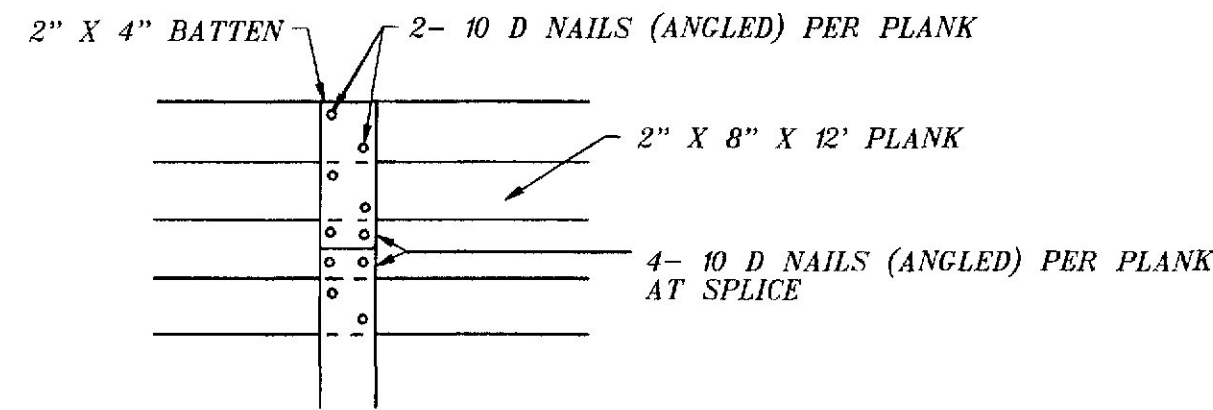 2" X 4" BATTEN
2- 10 D NAILS (ANGLED) PER PLANK
2" X 8" X 12' PLANK
4- 10 D NAILS (ANGLED) PER PLANK
AT SPLICE